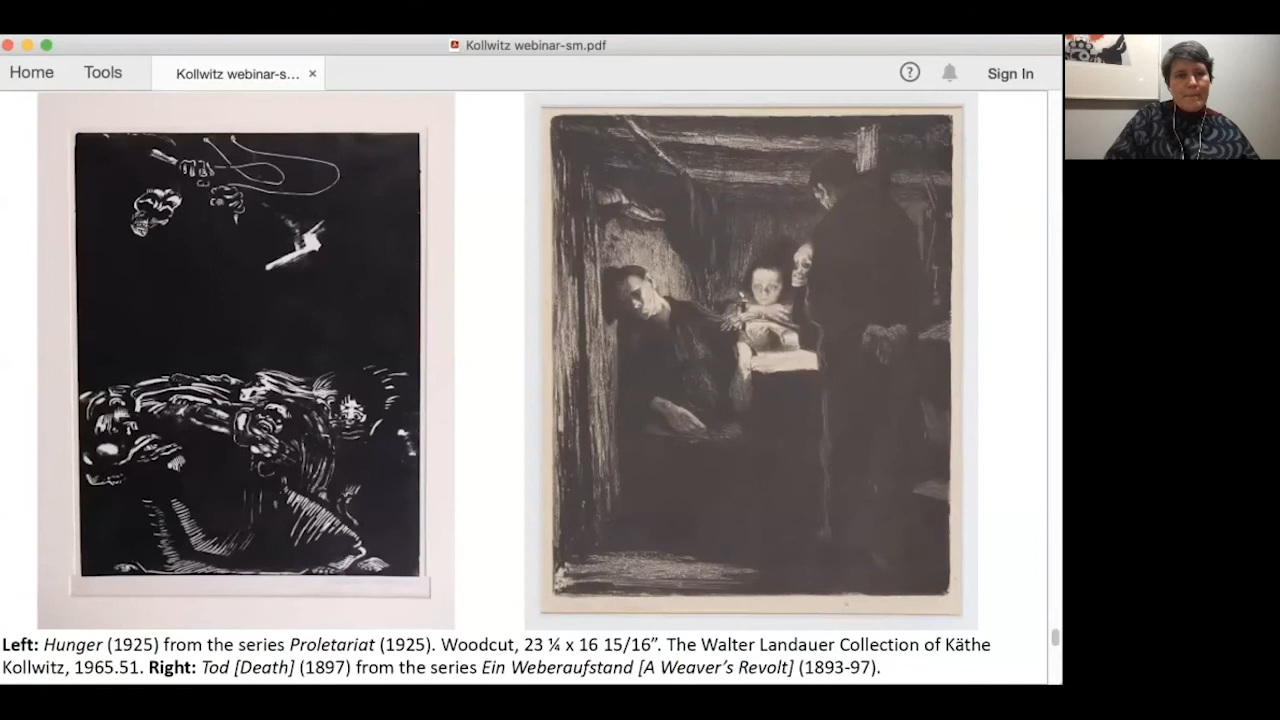 Kollwitz webinar-sm.pdf
Home Tools Kollwitz webinar-s... × ? Sign In
Left: Hunger (1925) from the series Proletariat (1925). Woodcut, 23 ¼ x 16 15/16”. The Walter Landauer Collection of Käthe
Kollwitz, 1965.51. Right: Tod [Death] (1897) from the series Ein Weberaufstand [A Weaver’s Revolt] (1893-97).